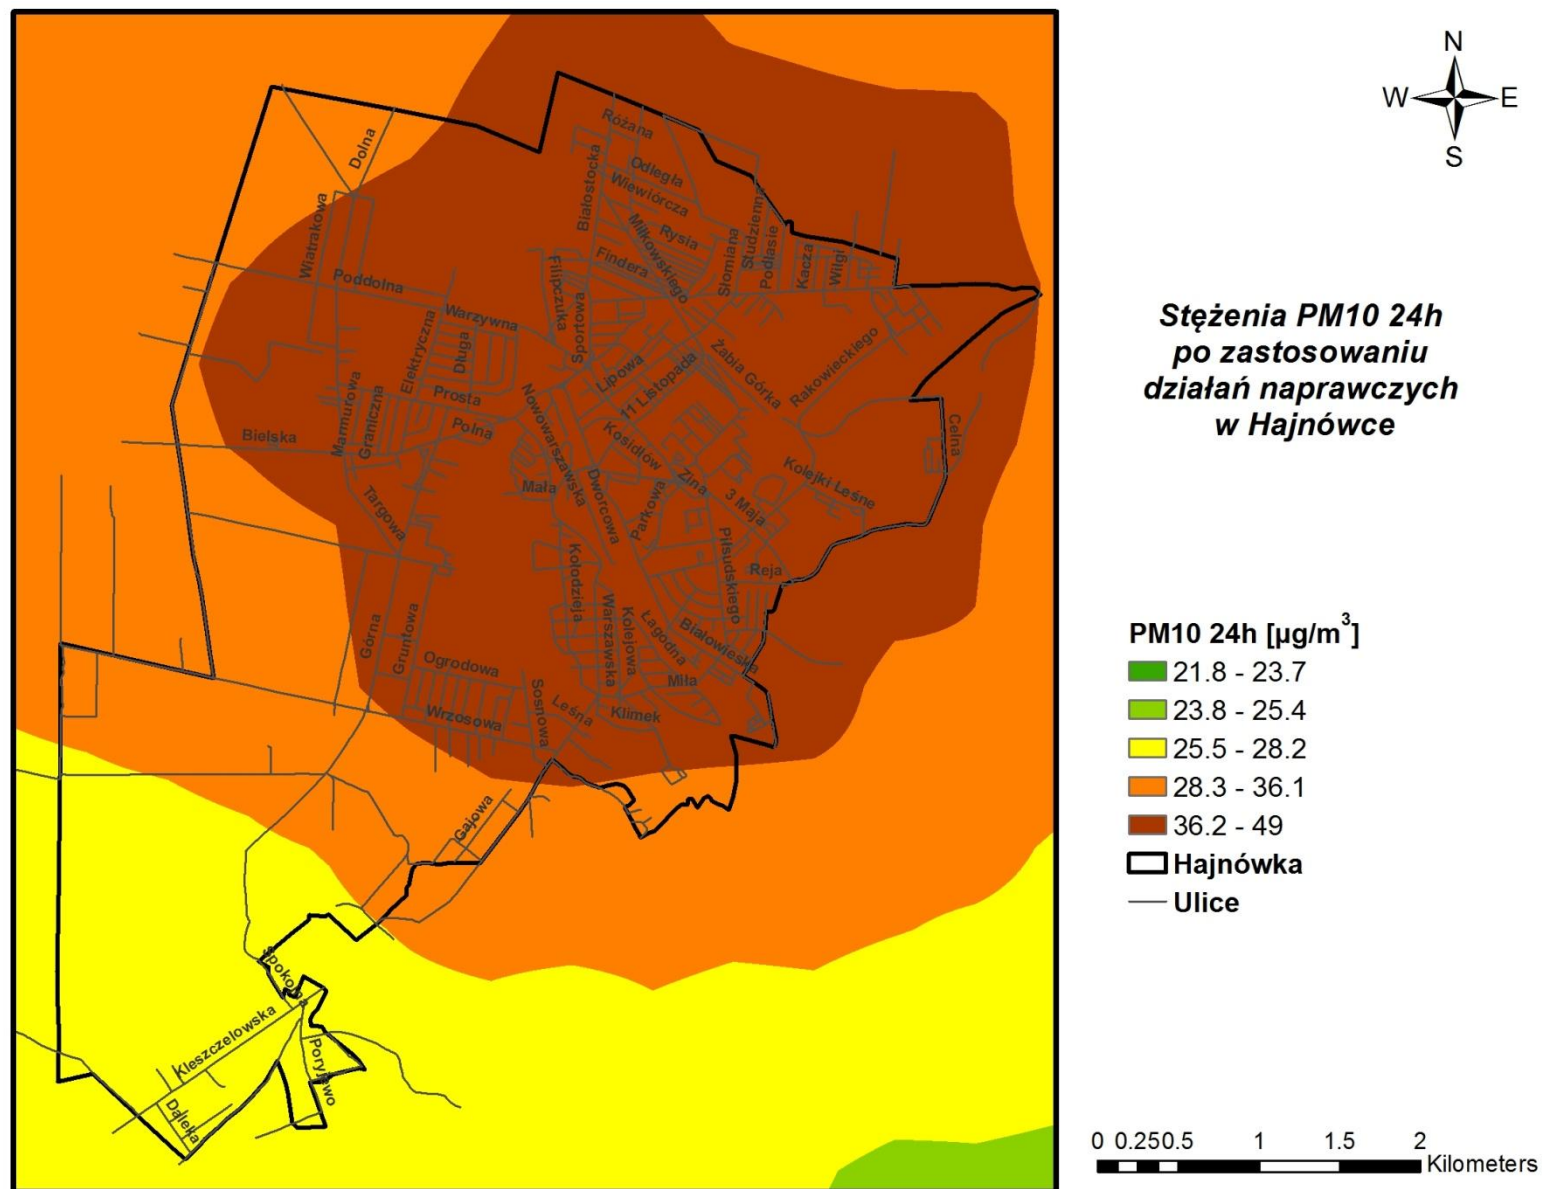 N
W E
S
Stężenia PM10 24h
po zastosowaniu
działań naprawczych
w Hajnówce
PM10 24h [µg/m³]
21.8 - 23.7
23.8 - 25.4
25.5 - 28.2
28.3 - 36.1
36.2 - 49
Hajnówka
Ulice
0 0.25 0.5 1 1.5 2
Kilometers
Różana
Dolna
Odległa
Wiewiórcza
Białostocka
Rysia
Miłkowskiego
Studzienna
Podlasie
Słomiana
Kacza
Wilgi
Wiatrakowa
Findera
Filipczuka
Poddolna
Warzywna
Sportowa
Elektryczna
Długa
Lipowa
11 Listopada
Żabia Górka
Rakowieckiego
Marmurowa
Graniczna
Prosta
Polna
Nowowarszawska
Kosidłów
Celna
Bielska
Mała
Dworcowa
Zina
3 Maja
Kolejki Leśne
Targowa
Parkowa
Piłsudskiego
Reja
Kołodzieja
Warszawska
Kolejowa
Łagodna
Białowieska
Górna
Gruntowa
Ogrodowa
Miła
Wrzosowa
Sosnowa
Leśna
Klimek
Gajowa
Spokojna
Kleszczelowska
Poryjewo
Daleka